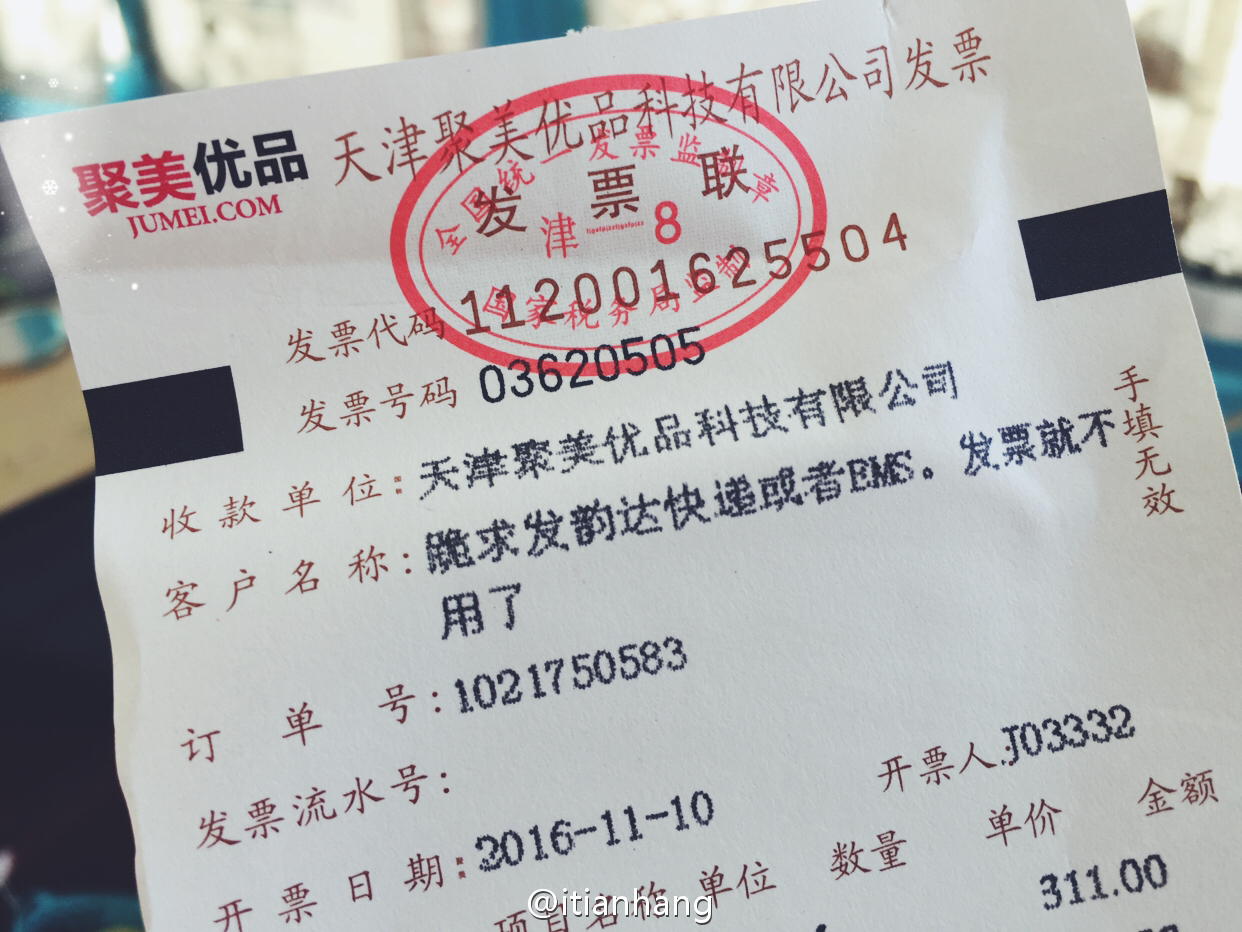 天津聚美优品科技有限公司发票
聚美优品
JUMEI.COM
全国统一发票监制章
发票联
津 8
国家税务局监制
发票代码 112001625504
发票号码 03620505
手填无效
收款单位: 天津聚美优品科技有限公司
客户名称: 跪求发韵达快递或者EMS。发票就不
用了
订单号: 1021750583
发票流水号:
开票人:J03332
开票日期: 2016-11-10
项目名称 单位 数量 单价 金额
311.00
@itianhang